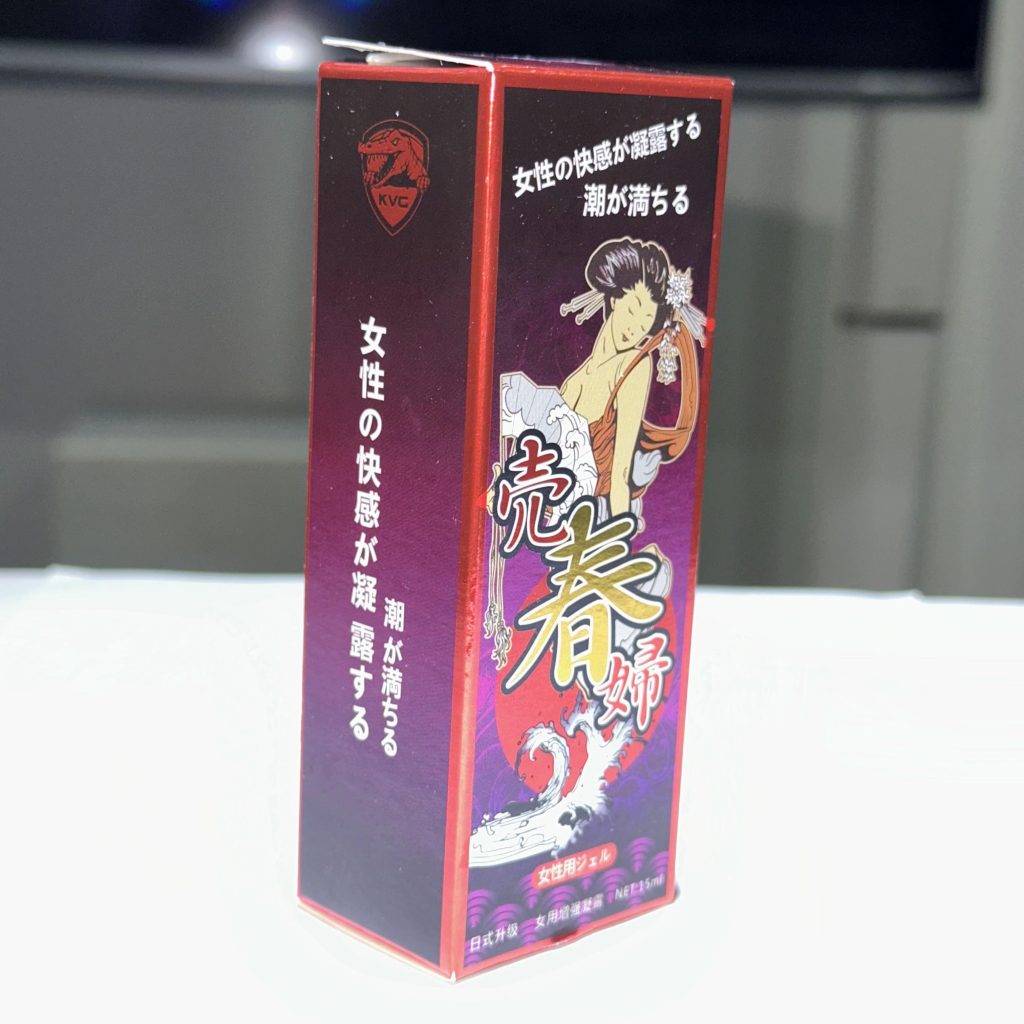 KVC
女性の快感が凝露する
潮が満ちる
女性の快感が凝露する
潮が満ちる
売春婦
女性用ジェル
日式升级 女用增强凝露 NET 15ml